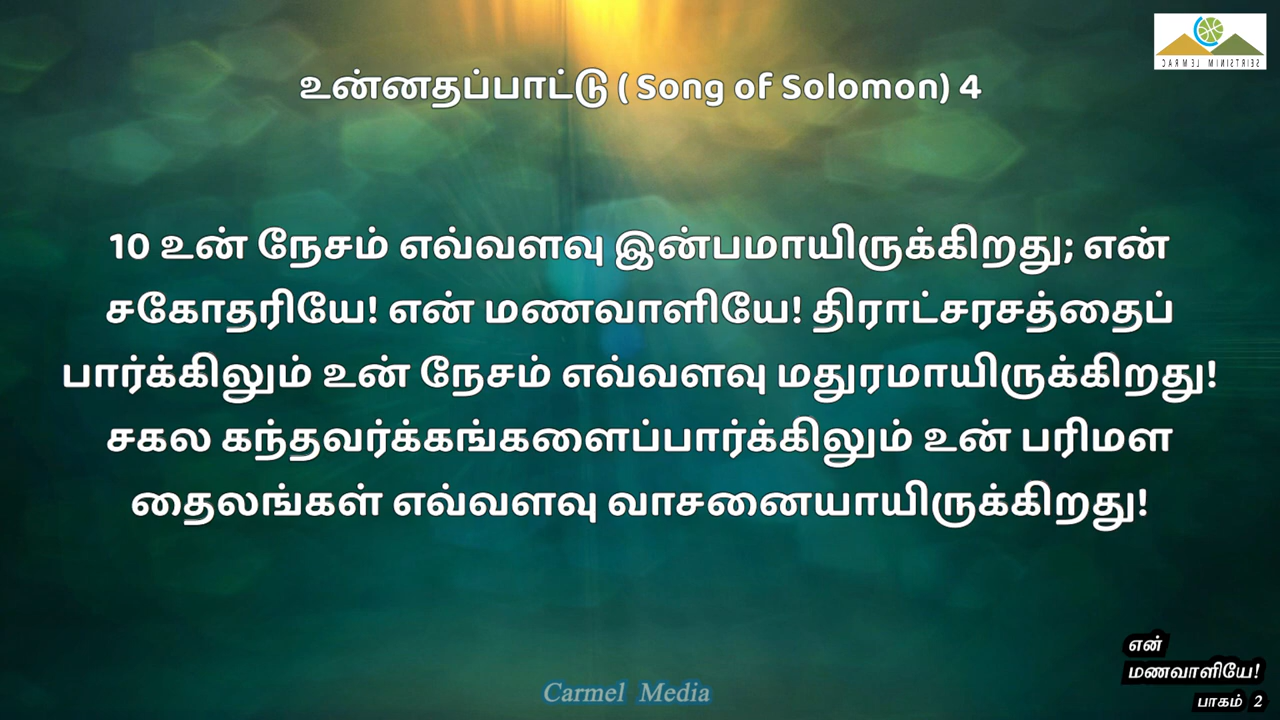 உன்னதப்பாட்டு ( Song of Solomon) 4
10 உன் நேசம் எவ்வளவு இன்பமாயிருக்கிறது; என்
சகோதரியே! என் மணவாளியே! திராட்சரசத்தைப்
பார்க்கிலும் உன் நேசம் எவ்வளவு மதுரமாயிருக்கிறது!
சகல கந்தவர்க்கங்களைப்பார்க்கிலும் உன் பரிமள
தைலங்கள் எவ்வளவு வாசனையாயிருக்கிறது!
என்
மணவாளியே!
பாகம் 2
Carmel Media
CARMEL MINISTRIES